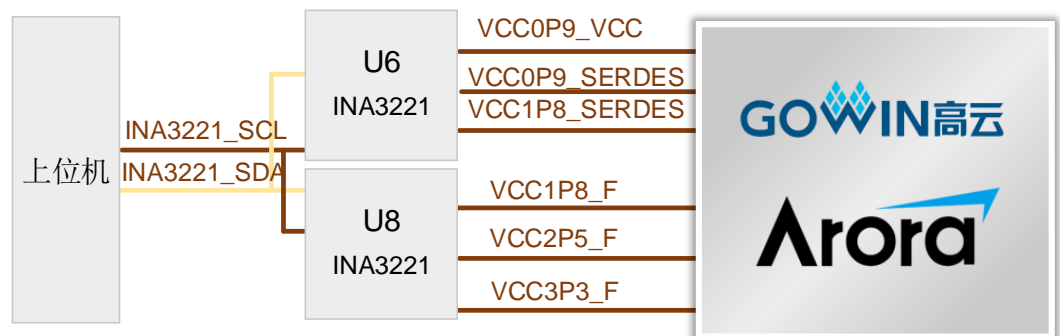 上位机
INA3221_SCL
INA3221_SDA
U6
INA3221
U8
INA3221
VCC0P9_VCC
VCC0P9_SERDES
VCC1P8_SERDES
VCC1P8_F
VCC2P5_F
VCC3P3_F
GOWIN高云
Arora